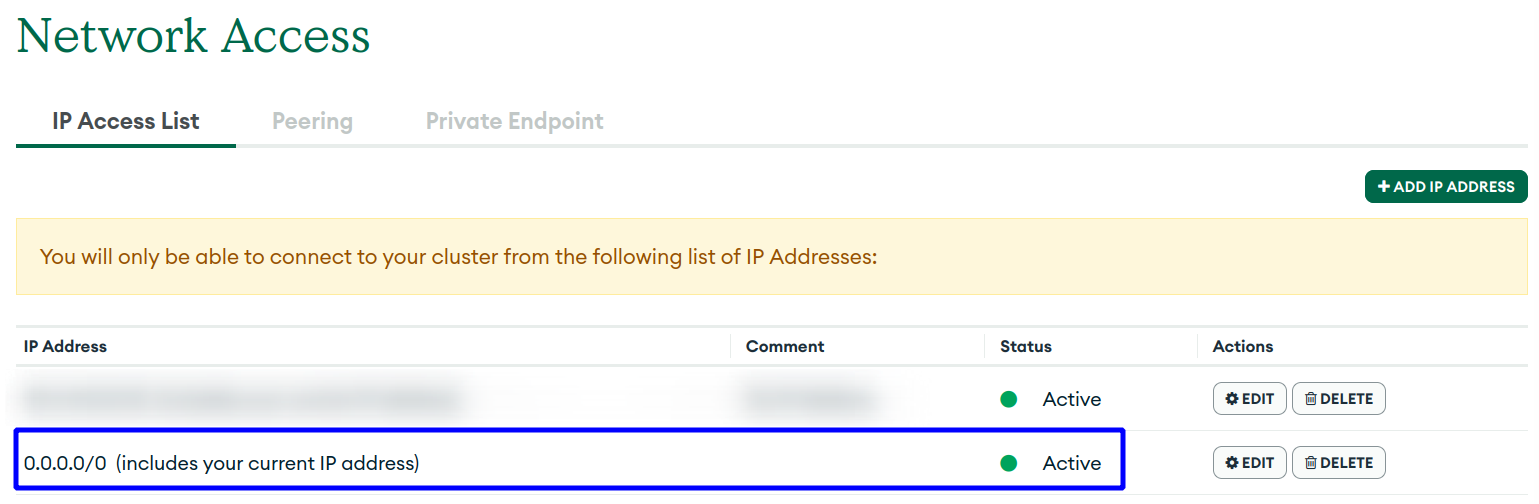 Network Access
IP Access List Peering Private Endpoint
+ ADD IP ADDRESS
You will only be able to connect to your cluster from the following list of IP Addresses:
IP Address Comment Status Actions
Active EDIT DELETE
0.0.0.0/0 (includes your current IP address) Active EDIT DELETE